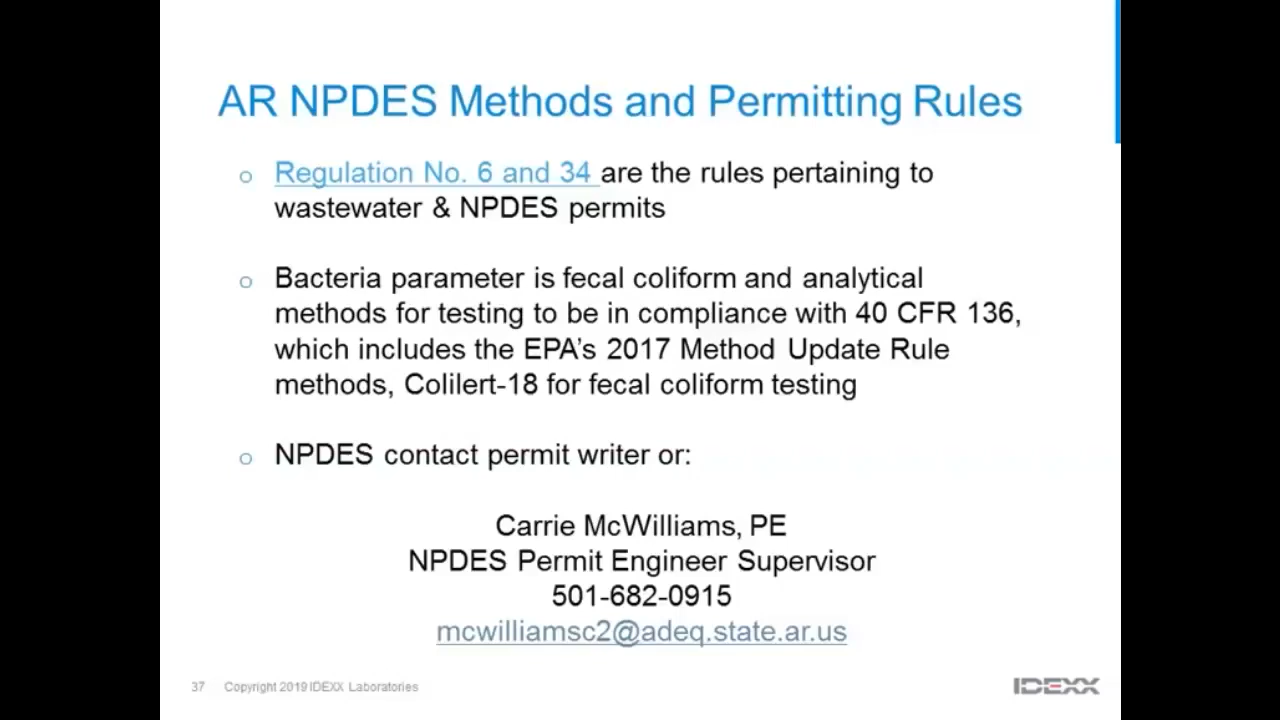 AR NPDES Methods and Permitting Rules
o Regulation No. 6 and 34 are the rules pertaining to
wastewater & NPDES permits
o Bacteria parameter is fecal coliform and analytical
methods for testing to be in compliance with 40 CFR 136,
which includes the EPA's 2017 Method Update Rule
methods, Colilert-18 for fecal coliform testing
o NPDES contact permit writer or:
Carrie McWilliams, PE
NPDES Permit Engineer Supervisor
501-682-0915
mcwilliamsc2@adeq.state.ar.us
37 Copyright 2019 IDEXX Laboratories
IDEXX